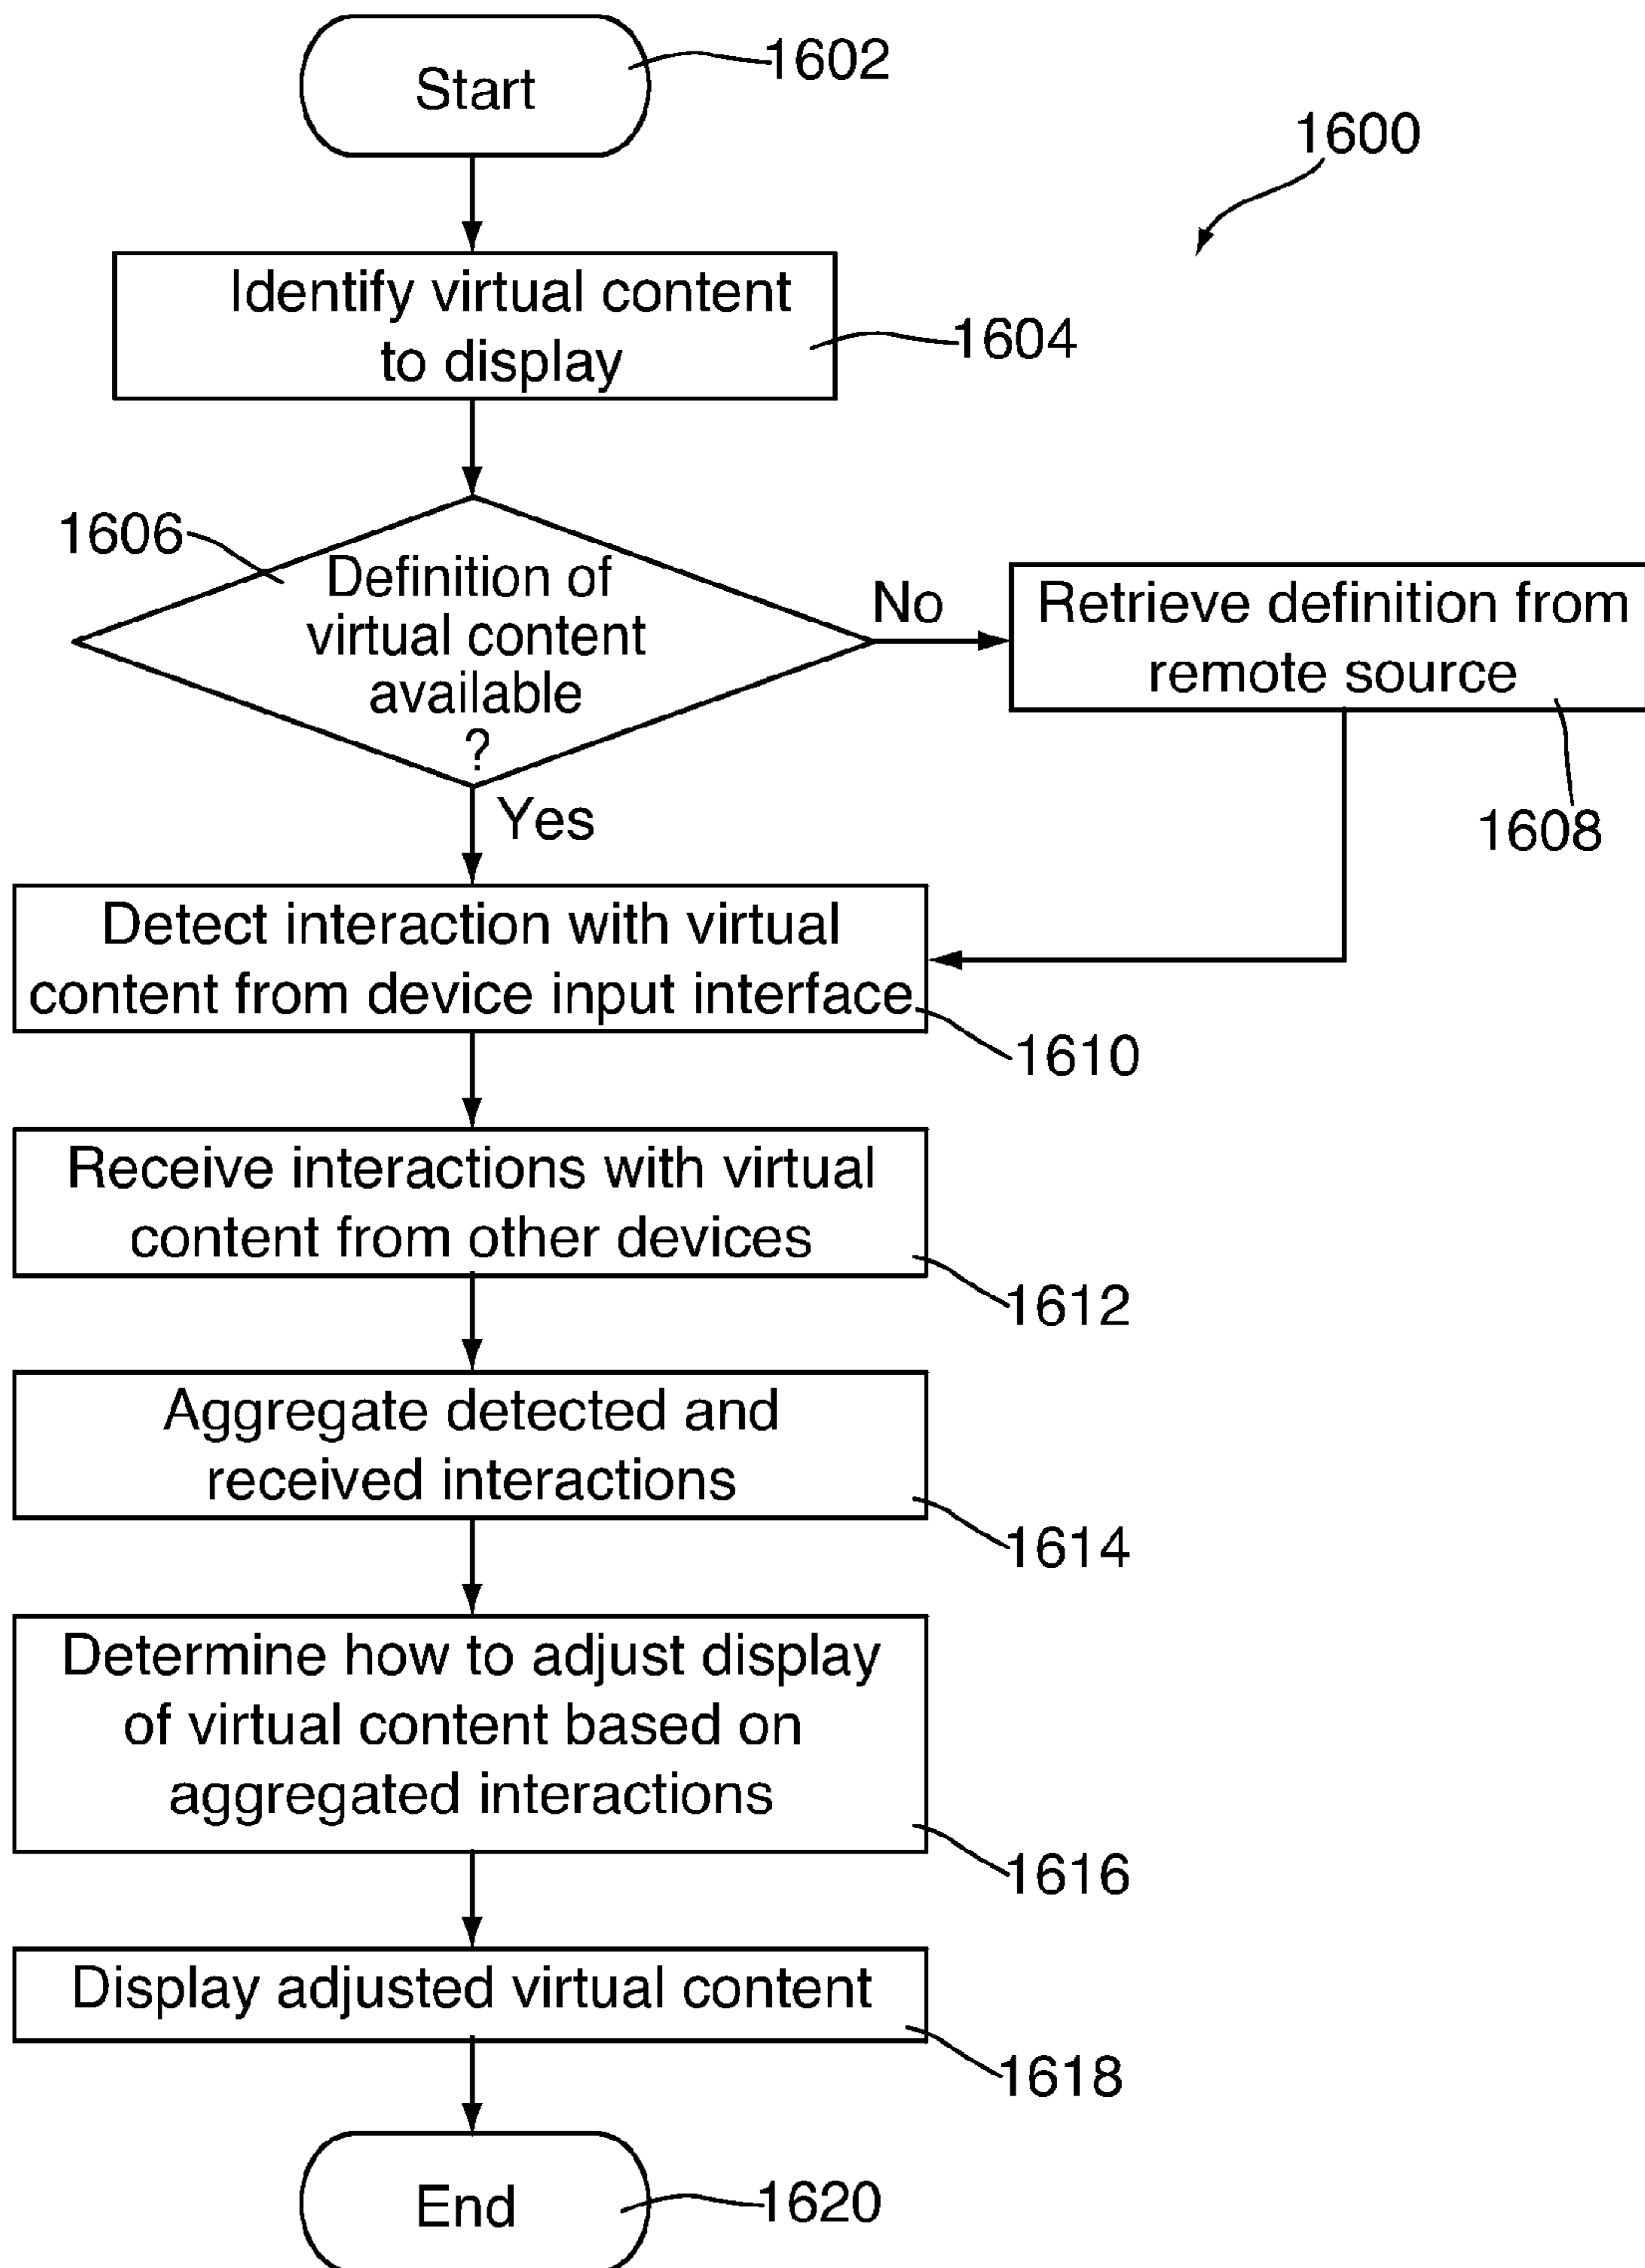 Start
1602
1600
Identify virtual content
to display
1604
1606
Definition of
virtual content
available
?
No
Retrieve definition from
remote source
1608
Yes
Detect interaction with virtual
content from device input interface
1610
Receive interactions with virtual
content from other devices
1612
Aggregate detected and
received interactions
1614
Determine how to adjust display
of virtual content based on
aggregated interactions
1616
Display adjusted virtual content
1618
End
1620